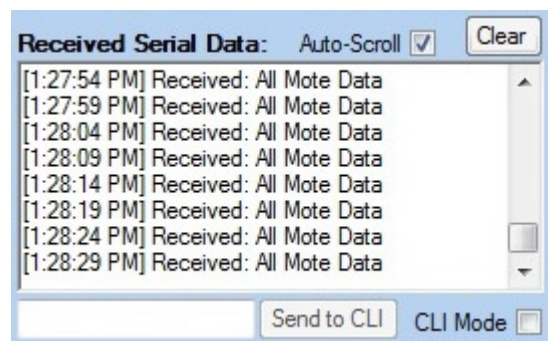 Received Serial Data: Auto-Scroll Clear
[1:27:54 PM] Received: All Mote Data
[1:27:59 PM] Received: All Mote Data
[1:28:04 PM] Received: All Mote Data
[1:28:09 PM] Received: All Mote Data
[1:28:14 PM] Received: All Mote Data
[1:28:19 PM] Received: All Mote Data
[1:28:24 PM] Received: All Mote Data
[1:28:29 PM] Received: All Mote Data
Send to CLI CLI Mode